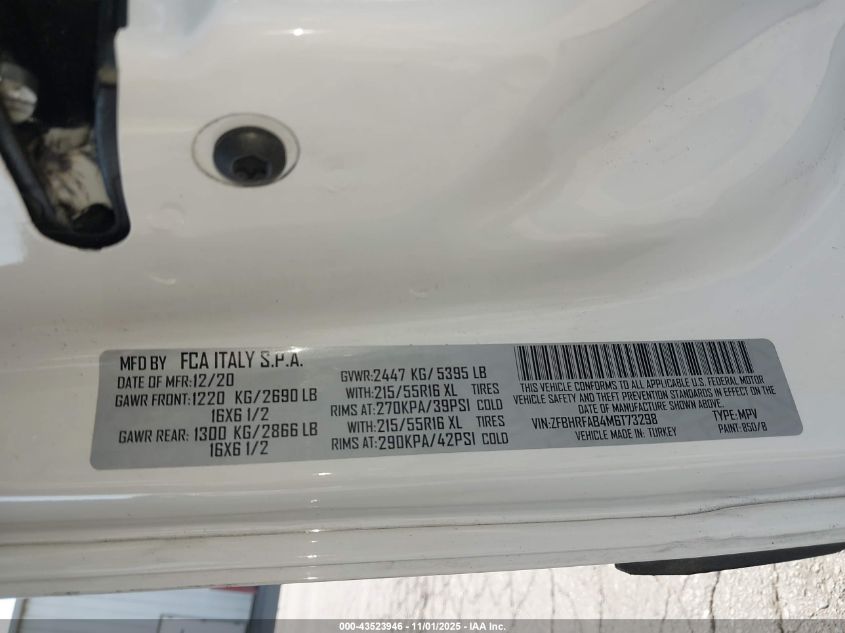 MFD BY FCA ITALY S.P.A.
DATE OF MFR:12/20
GAWR FRONT:1220 KG/2690 LB
16X6 1/2
GAWR REAR: 1300 KG/2866 LB
16X6 1/2
GVWR:2447 KG/ 5395 LB
WITH:215/55R16 XL TIRES
RIMS AT:270KPA/39PSI COLD
WITH:215/55R16 XL TIRES
RIMS AT:290KPA/42PSI COLD
THIS VEHICLE CONFORMS TO ALL APPLICABLE U.S. FEDERAL MOTOR
VEHICLE SAFETY AND THEFT PREVENTION STANDARDS IN EFFECT ON THE
DATE OF MANUFACTURE SHOWN ABOVE.
VIN:ZFBHRFAB4M6T73298 TYPE:MPV
MADE IN: TURKEY PAINT: 850/B
000-43523946 - 11/01/2025 - IAA Inc.